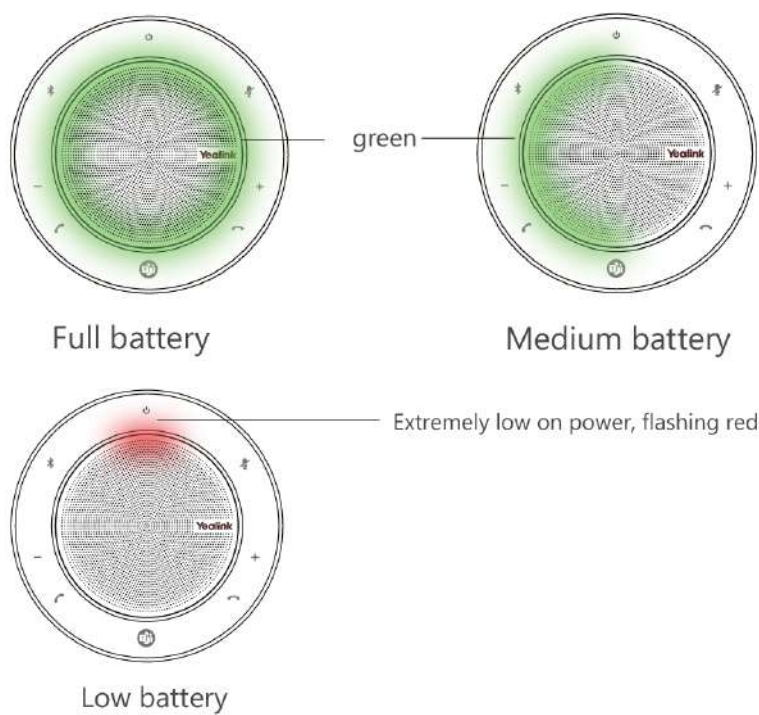 Yealink
green
Yealink
Full battery
Medium battery
Extremely low on power, flashing red
Yealink
Low battery